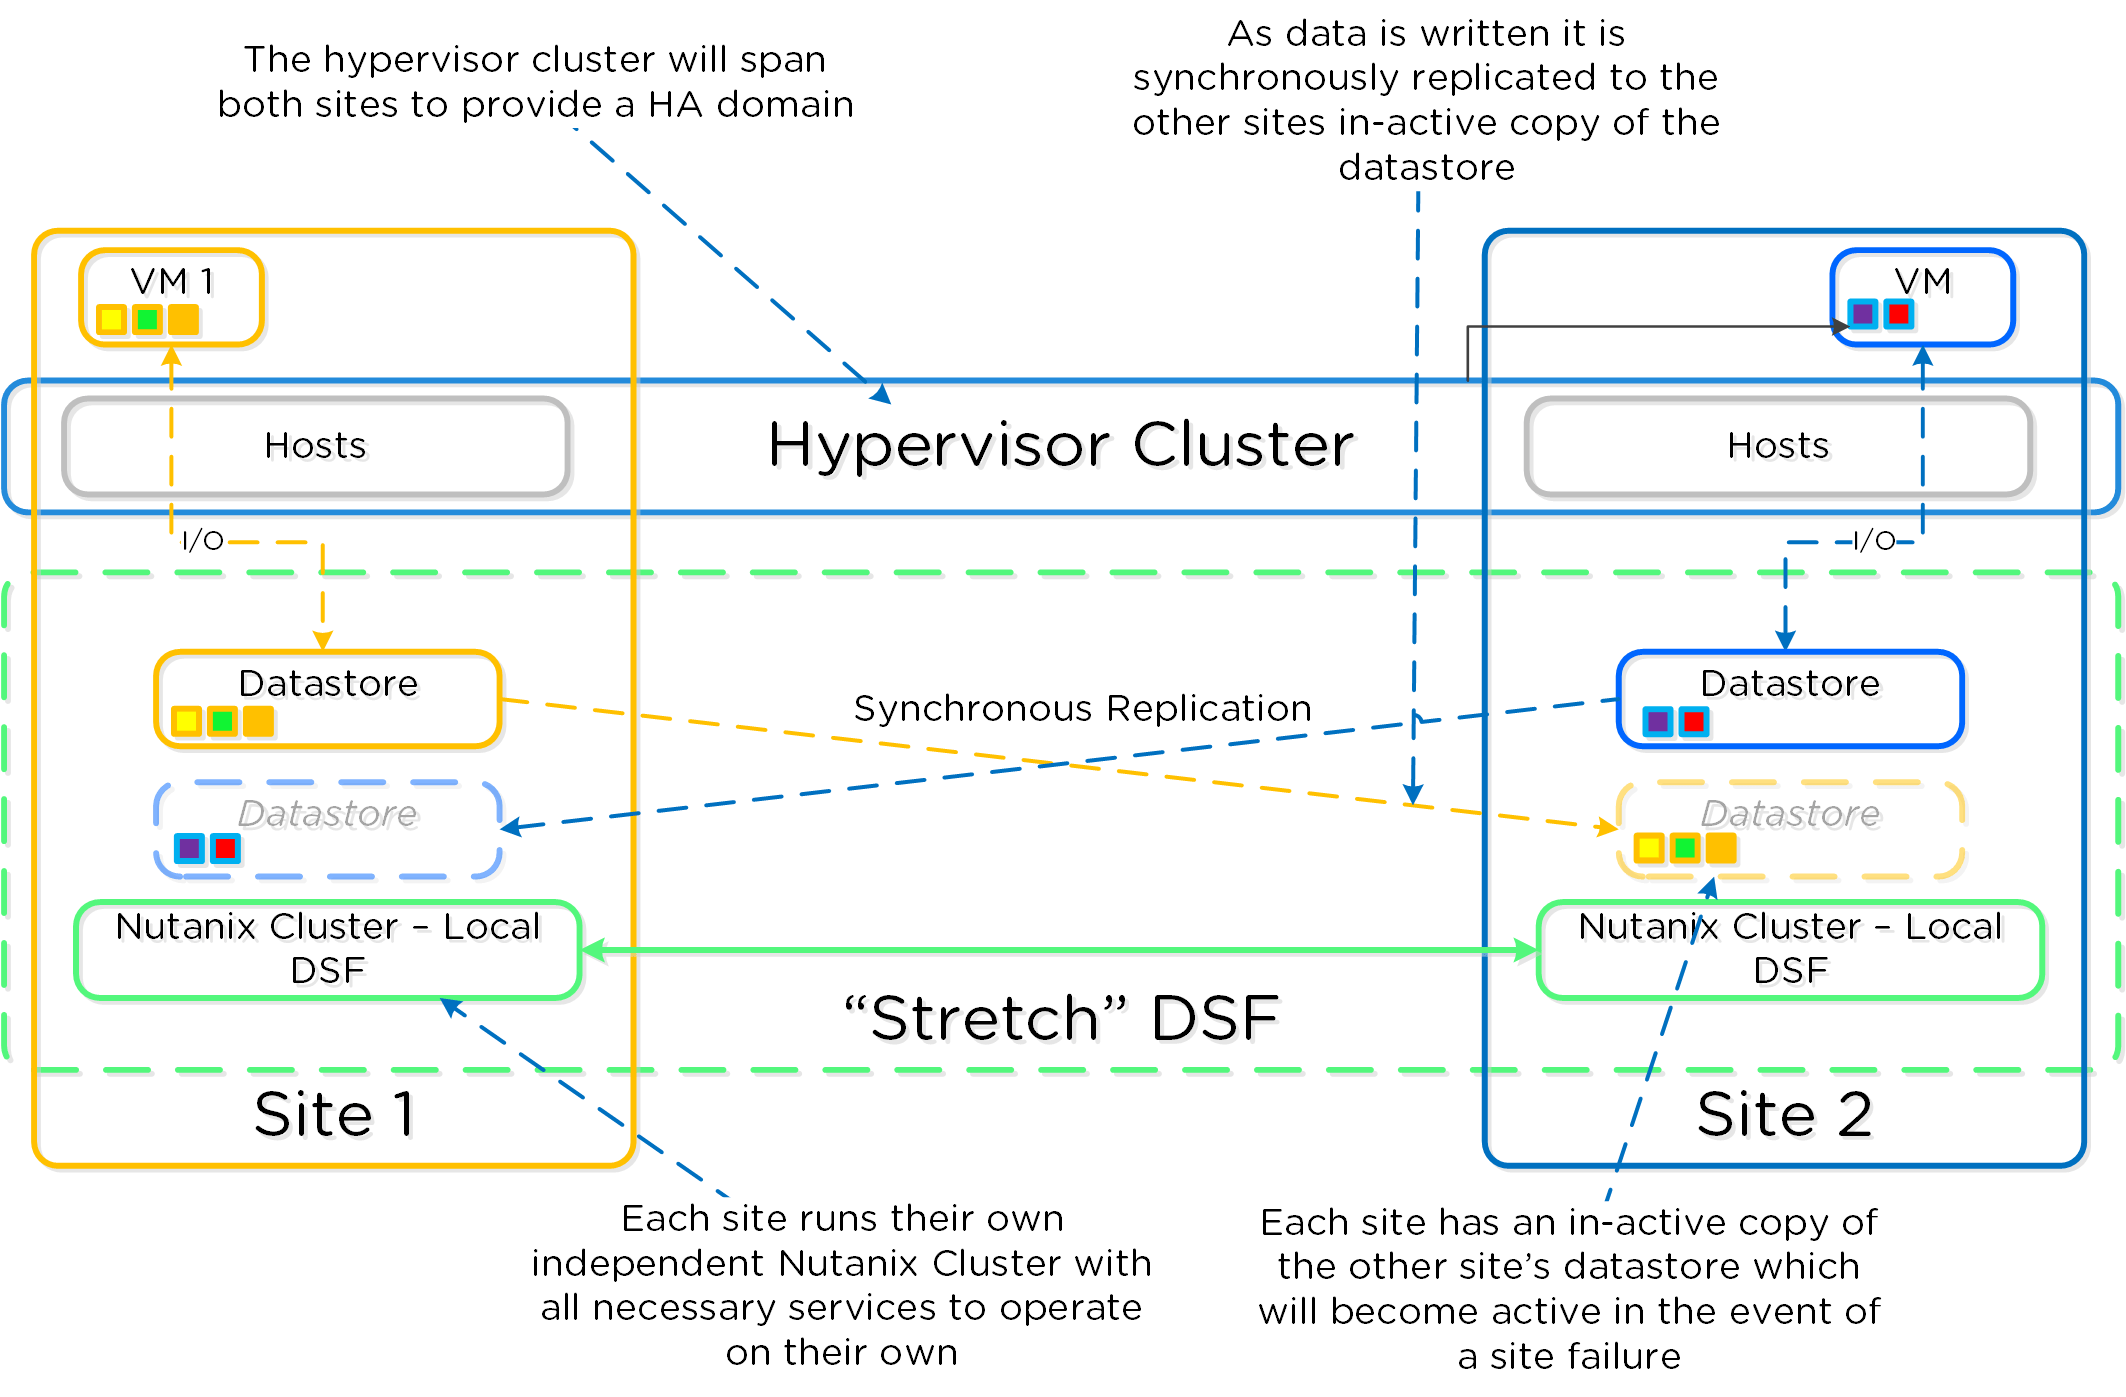 The hypervisor cluster will span
both sites to provide a HA domain
As data is written it is
synchronously replicated to the
other sites in-active copy of the
datastore
VM 1
VM
Hosts
Hypervisor Cluster
Hosts
I/O
I/O
Datastore
Synchronous Replication
Datastore
Datastore
Datastore
Nutanix Cluster – Local
DSF
Nutanix Cluster – Local
DSF
“Stretch” DSF
Site 1
Site 2
Each site runs their own
independent Nutanix Cluster with
all necessary services to operate
on their own
Each site has an in-active copy of
the other site’s datastore which
will become active in the event of
a site failure